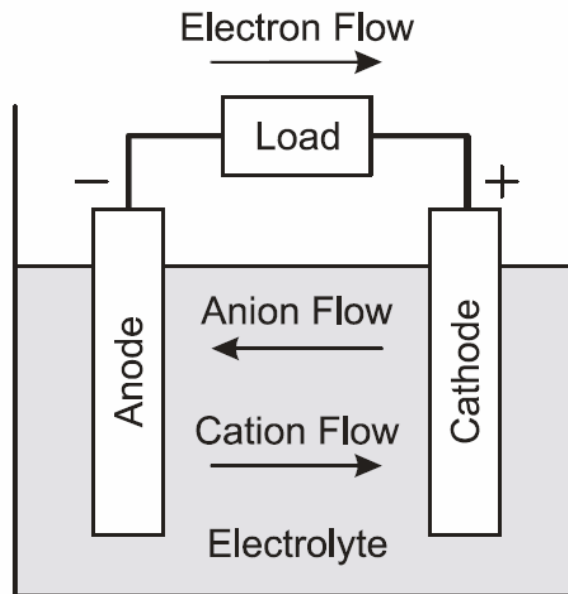 Electron Flow
Load
−
+
Anion Flow
Anode
Cathode
Cation Flow
Electrolyte